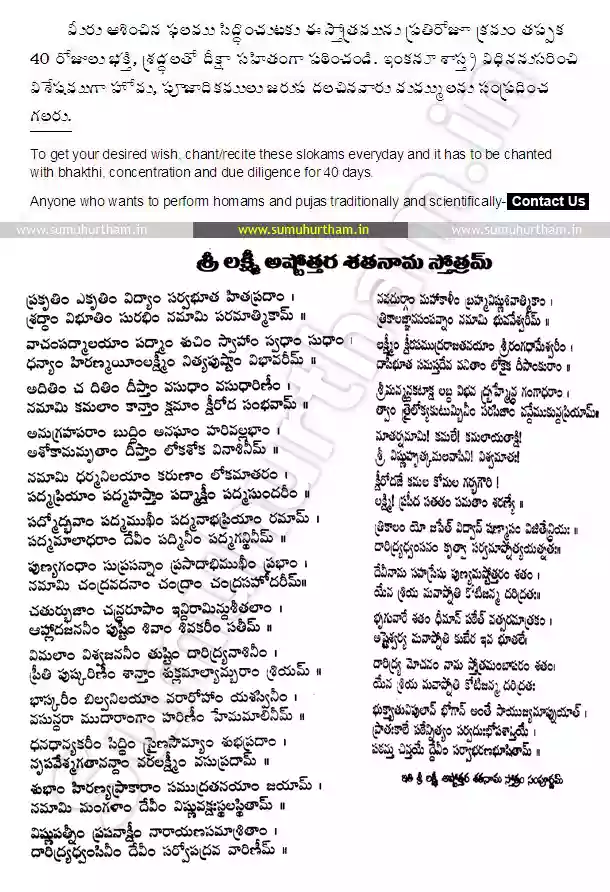 మీరు ఆశించిన ఫలము సిద్ధించుటకు ఈ స్తోత్రమును ప్రతిరోజూ క్రమం తప్పక
40 రోజులు భక్తి, శ్రద్ధలతో దీక్షా సహితంగా పఠించండి. ఇంకనూ శాస్త్ర విధిననుసరించి
విశేషముగా హోమ, పూజాదికములు జరుప దలచినవారు మమ్ములను సంప్రదించ
గలరు.
To get your desired wish, chant/recite these slokams everyday and it has to be chanted
with bhakthi, concentration and due diligence for 40 days.
Anyone who wants to perform homams and pujas traditionally and scientifically- Contact Us
www.sumuhurtham.in www.sumuhurtham.in www.sumuhurtham.in
శ్రీ లక్ష్మీ అష్టోత్తర శతనామ స్తోత్రమ్
ప్రకృతిం ఎకృతిం విద్యాం సర్వభూత హితప్రదాం ।
శ్రద్ధాం విభూతిం సురభిం నమామి పరమాత్మికామ్ ॥
వాచంపద్మాలయాం పద్మాం శుచిం స్వాహాం స్వధాం సుధాం ।
ధన్యాం హిరణ్మయీంలక్ష్మీం నిత్యపుష్టాం విభావరీమ్ ॥
అదితిం చ దితిం దీప్తాం వసుధాం వసుధారిణీం ।
నమామి కమలాం కాన్తాం క్షమాం క్షీరోద సంభవామ్ ॥
అనుగ్రహపరాం బుద్ధిం అనఘాం హరివల్లభాం ।
అశోకామమృతాం దీప్తాం లోకశోక వినాశినీమ్ ॥
నమామి ధర్మనిలయాం కరుణాం లోకమాతరం ।
పద్మప్రియాం పద్మహస్తాం పద్మాక్షీం పద్మసుందరీం ॥
పద్మోద్భవాం పద్మముఖీం పద్మనాభప్రియాం రమామ్ ।
పద్మమాలాధరాం దేవీం పద్మినీం పద్మగన్ధినీమ్ ॥
పుణ్యగంధాం సుప్రసన్నాం ప్రసాదాభిముఖీం ప్రభాం ।
నమామి చంద్రవదనాం చంద్రాం చంద్రసహోదరీమ్॥
చతుర్భుజాం చన్ద్రరూపాం ఇన్దిరామిన్దుశీతలాం ।
ఆహ్లాదజననీం పుష్టిం శివాం శివకరీం సతీమ్ ॥
విమలాం విశ్వజననీం తుష్టిం దారిద్ర్యనాశినీం ।
ప్రీతి పుష్కరిణీం శాన్తాం శుక్లమాల్యామ్బరాం శ్రియమ్ ॥
భాస్కరీం బిల్వనిలయాం వరారోహాం యశస్వినీం ।
వసున్ధరా ముదారాంగాం హరిణీం హేమమాలినీమ్ ॥
ధనధాన్యకరీం సిద్ధిం స్త్రైణసౌమ్యాం శుభప్రదాం ।
నృపవేశ్మగతానన్దాం వరలక్ష్మీం వసుప్రదామ్ ॥
శుభాం హిరణ్యప్రాకారాం సముద్రతనయాం జయామ్ ।
నమామి మంగళాం దేవీం విష్ణువక్షఃస్థలస్థితామ్ ॥
విష్ణుపత్నీం ప్రసన్నాక్షీం నారాయణసమాశ్రితాం ।
దారిద్ర్యధ్వంసినీం దేవీం సర్వోపద్రవ వారిణీమ్ ॥
నవదుర్గాం మహాకాళీం బ్రహ్మవిష్ణుశివాత్మికాం ।
త్రికాలజ్ఞానసంపన్నాం నమామి భువనేశ్వరీమ్ ॥
లక్ష్మీం క్షీరసముద్రరాజతనయాం శ్రీరంగధామేశ్వరీం ।
దాసీభూత సమస్తదేవ వనితాం లోకైక దీపాంకురాం ॥
శ్రీమన్మన్దకటాక్ష లబ్ధ విభవ ద్బ్రహ్మేన్ద్ర గంగాధరాం ।
త్వాం త్రైలోక్యకుటుమ్బినీం సరసిజాం వన్దేముకున్దప్రియామ్॥
మాతర్నమామి! కమలే! కమలాయతాక్షి!
శ్రీ విష్ణుహృత్కమలవాసిని! విశ్వమాతః!
క్షీరోదజే కమల కోమల గర్భగౌరి !
లక్ష్మీ! ప్రసీద సతతం సమతాం శరణ్యే ॥
త్రికాలం యో జపేత్ విద్వాన్ షణ్మాసం విజితేన్ద్రియః ॥
దారిద్ర్యధ్వంసనం కృత్వా సర్వమాప్నోత్యయత్నతః॥
దేవీనామ సహస్రేషు పుణ్యమష్టోత్తరం శతం ।
యేన శ్రియ మవాప్నోతి కోటిజన్మ దరిద్రతః॥
భృగువారే శతం ధీమాన్ పఠేత్ వత్సరమాత్రకం ।
అష్టైశ్వర్య మవాప్నోతి కుబేర ఇవ భూతలే॥
దారిద్ర్య మోచనం నామ స్తోత్రమంబాపరం శతం।
యేన శ్రియ మవాప్నోతి కోటిజన్మ దరిద్రతః
భుక్త్వాతువిపులాన్ భోగాన్ అంతే సాయుజ్యమాప్నుయాత్ ।
ప్రాతఃకాలే పఠేన్నిత్యం సర్వదుఃఖోపశాన్తయే ।
పఠన్తు చిన్తయే ద్దేవీం సర్వాభరణభూషితామ్ ॥
ఇతి శ్రీ లక్ష్మీ అష్టోత్తర శతనామ స్తోత్రం సంపూర్ణమ్